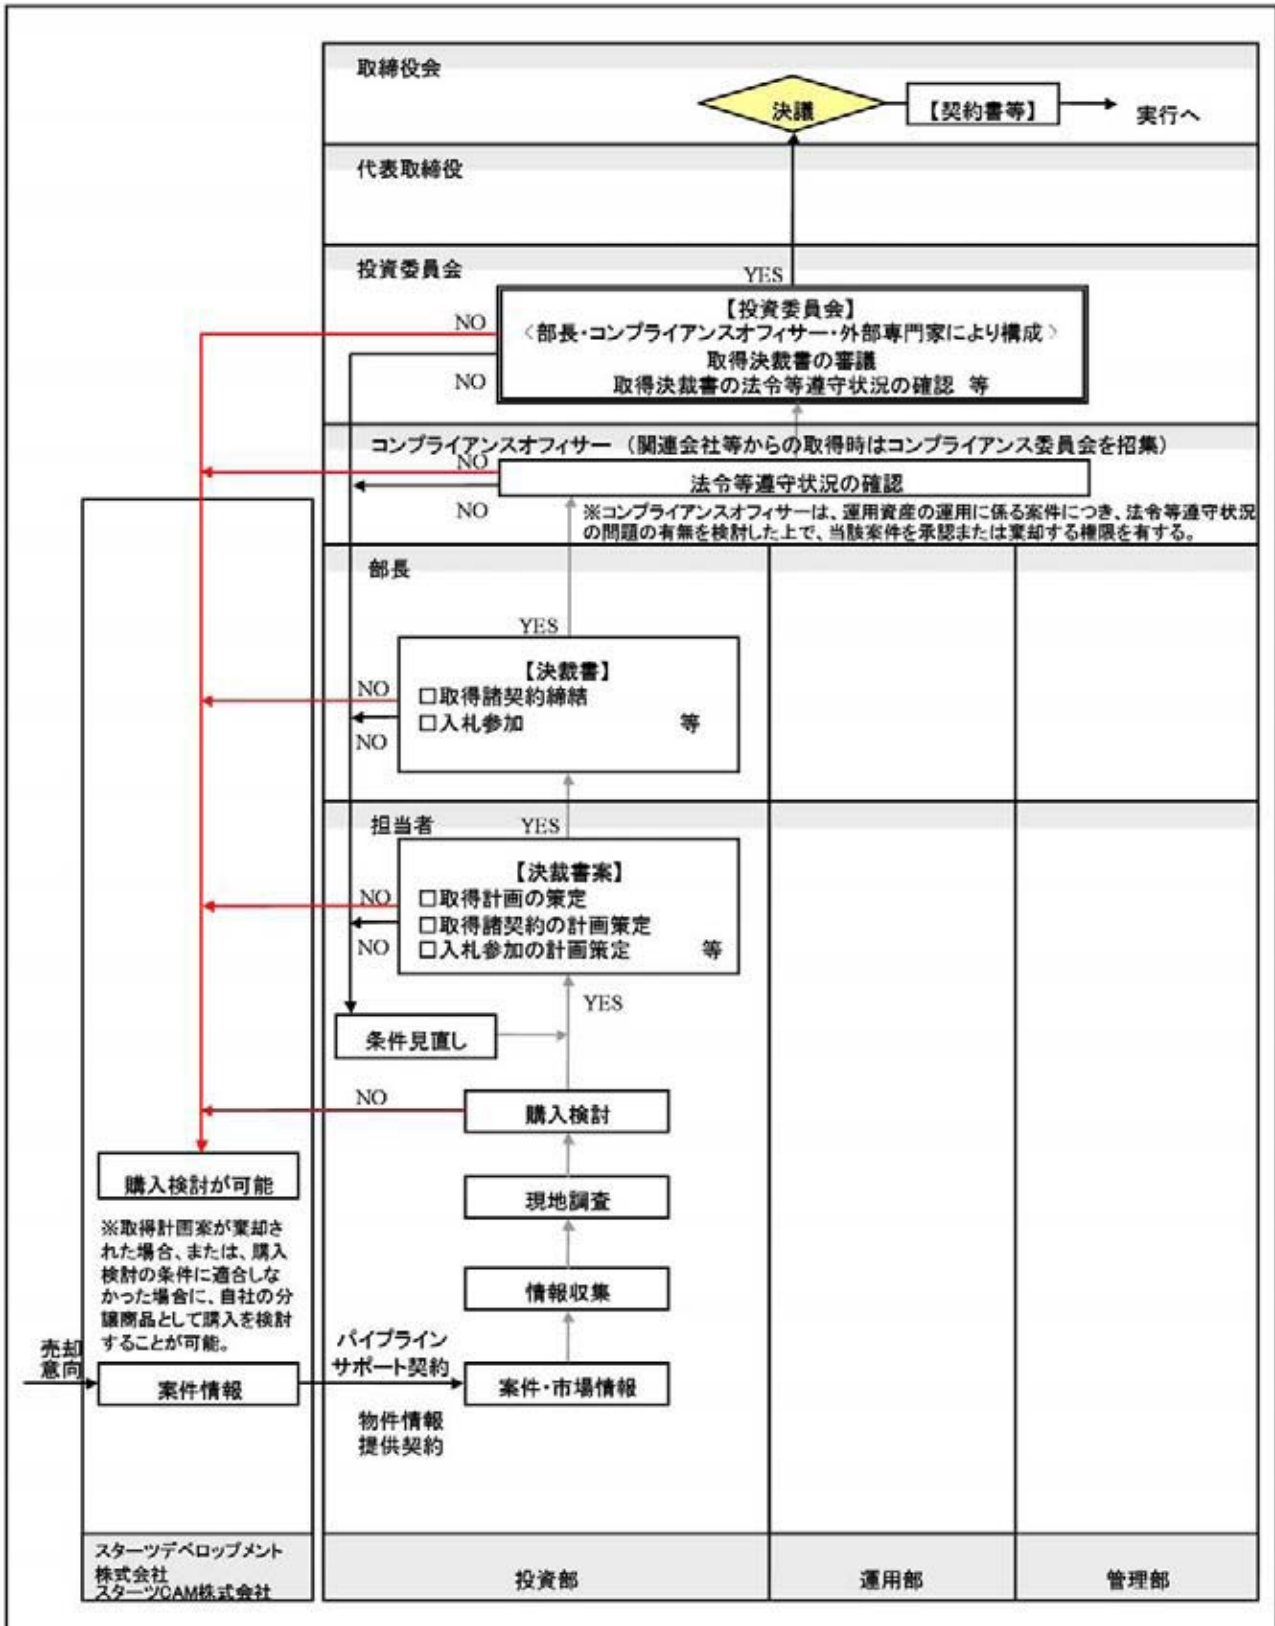 取締役会
決議
【契約書等】
実行へ
代表取締役
投資委員会
YES
【投資委員会】
〈部長・コンプライアンスオフィサー・外部専門家により構成〉
取得決裁書の審議
取得決裁書の法令等遵守状況の確認 等
NO
NO
コンプライアンスオフィサー (関連会社等からの取得時はコンプライアンス委員会を招集)
NO
法令等遵守状況の確認
NO
※コンプライアンスオフィサーは、運用資産の運用に係る案件につき、法令等遵守状況
の問題の有無を検討した上で、当該案件を承認または棄却する権限を有する。
部長
YES
【決裁書】
NO
□取得諸契約締結
□入札参加 等
NO
担当者
YES
【決裁書案】
NO
□取得計画の策定
□取得諸契約の計画策定
NO
□入札参加の計画策定 等
YES
条件見直し
NO
購入検討
購入検討が可能
現地調査
※取得計画案が棄却さ
れた場合、または、購入
検討の条件に適合しな
かった場合に、自社の分
譲商品として購入を検討
することが可能。
情報収集
売却
意向
案件情報
パイプライン
サポート契約
案件・市場情報
物件情報
提供契約
スターツデベロップメント
株式会社
スターツCAM株式会社
投資部
運用部
管理部